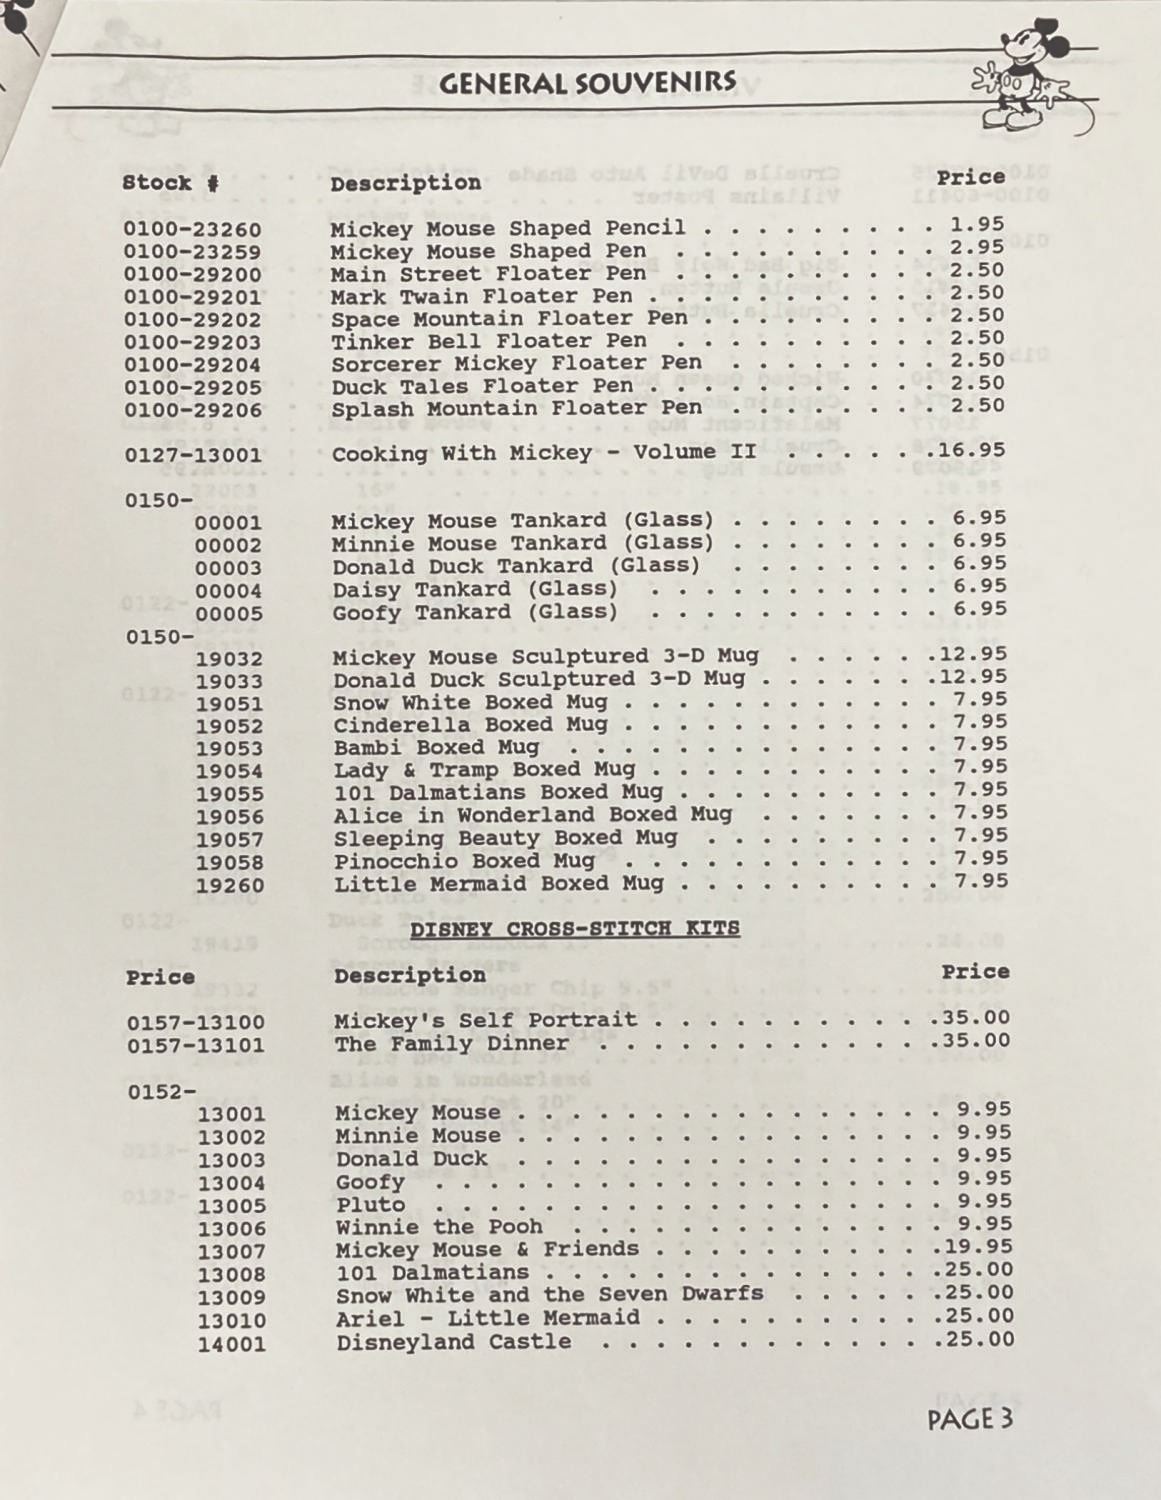 GENERAL SOUVENIRS
Stock # Description Price
0100-23260 Mickey Mouse Shaped Pencil . . . . . . . . . 1.95
0100-23259 Mickey Mouse Shaped Pen . . . . . . . . . . 2.95
0100-29200 Main Street Floater Pen . . . . . . . . . . . 2.50
0100-29201 Mark Twain Floater Pen . . . . . . . . . . . 2.50
0100-29202 Space Mountain Floater Pen . . . . . . . . . 2.50
0100-29203 Tinker Bell Floater Pen . . . . . . . . . . 2.50
0100-29204 Sorcerer Mickey Floater Pen . . . . . . . . 2.50
0100-29205 Duck Tales Floater Pen . . . . . . . . . . . 2.50
0100-29206 Splash Mountain Floater Pen . . . . . . . . 2.50
0127-13001 Cooking With Mickey - Volume II . . . . . .16.95
0150-
00001 Mickey Mouse Tankard (Glass) . . . . . . . . 6.95
00002 Minnie Mouse Tankard (Glass) . . . . . . . . 6.95
00003 Donald Duck Tankard (Glass) . . . . . . . . 6.95
00004 Daisy Tankard (Glass) . . . . . . . . . . . 6.95
00005 Goofy Tankard (Glass) . . . . . . . . . . . 6.95
0150-
19032 Mickey Mouse Sculptured 3-D Mug . . . . . .12.95
19033 Donald Duck Sculptured 3-D Mug . . . . . . .12.95
19051 Snow White Boxed Mug . . . . . . . . . . . . 7.95
19052 Cinderella Boxed Mug . . . . . . . . . . . . 7.95
19053 Bambi Boxed Mug . . . . . . . . . . . . . . 7.95
19054 Lady & Tramp Boxed Mug . . . . . . . . . . . 7.95
19055 101 Dalmatians Boxed Mug . . . . . . . . . . 7.95
19056 Alice in Wonderland Boxed Mug . . . . . . . 7.95
19057 Sleeping Beauty Boxed Mug . . . . . . . . . 7.95
19058 Pinocchio Boxed Mug . . . . . . . . . . . . 7.95
19260 Little Mermaid Boxed Mug . . . . . . . . . . 7.95
DISNEY CROSS-STITCH KITS
Price Description Price
0157-13100 Mickey's Self Portrait . . . . . . . . . . .35.00
0157-13101 The Family Dinner . . . . . . . . . . . . .35.00
0152-
13001 Mickey Mouse . . . . . . . . . . . . . . . . 9.95
13002 Minnie Mouse . . . . . . . . . . . . . . . . 9.95
13003 Donald Duck . . . . . . . . . . . . . . . . 9.95
13004 Goofy . . . . . . . . . . . . . . . . . . . 9.95
13005 Pluto . . . . . . . . . . . . . . . . . . . 9.95
13006 Winnie the Pooh . . . . . . . . . . . . . . 9.95
13007 Mickey Mouse & Friends . . . . . . . . . . .19.95
13008 101 Dalmatians . . . . . . . . . . . . . . .25.00
13009 Snow White and the Seven Dwarfs . . . . . .25.00
13010 Ariel - Little Mermaid . . . . . . . . . . .25.00
14001 Disneyland Castle . . . . . . . . . . . . .25.00
PAGE 3